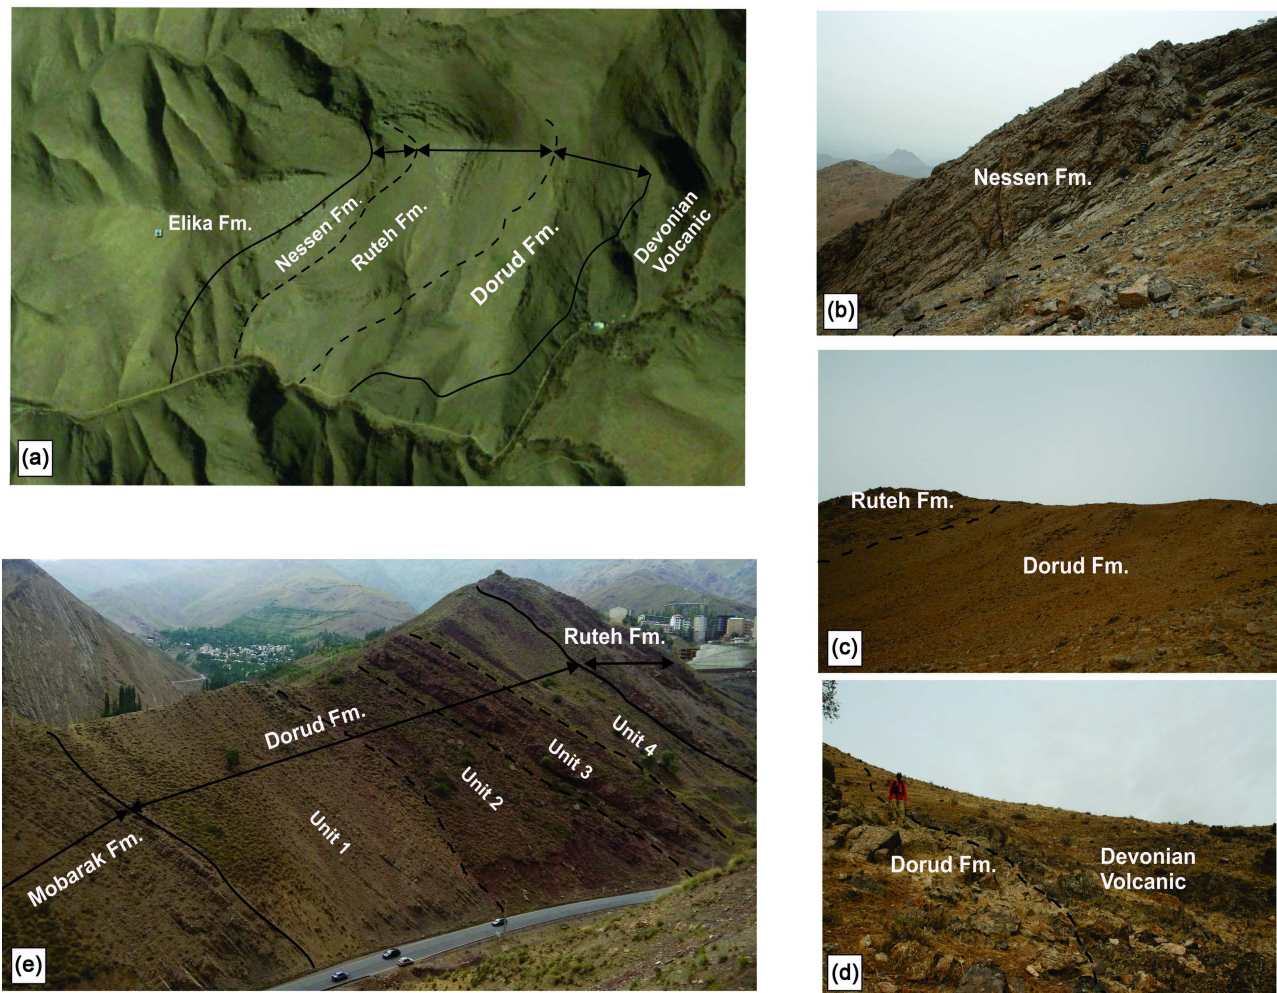 Elika Fm.
Nessen Fm.
Ruteh Fm.
Dorud Fm.
Devonian
Volcanic
(a)
Nessen Fm.
(b)
Ruteh Fm.
Dorud Fm.
(c)
Dorud Fm.
Devonian
Volcanic
(d)
Mobarak Fm.
Dorud Fm.
Ruteh Fm.
Unit 1
Unit 2
Unit 3
Unit 4
(e)